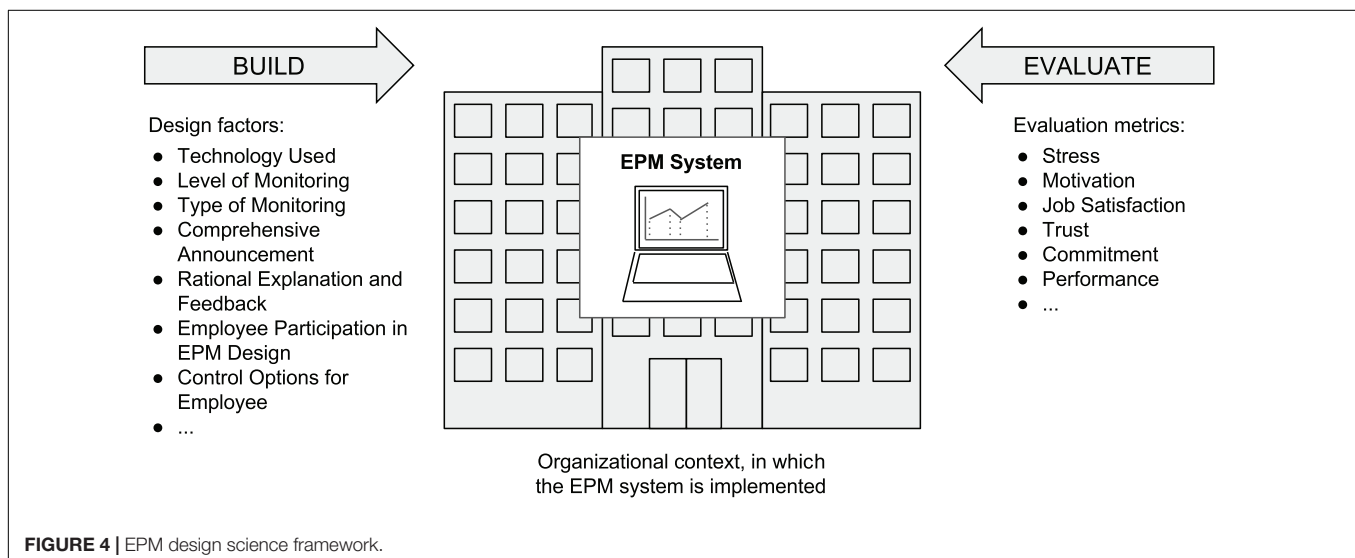 BUILD
Design factors:
● Technology Used
● Level of Monitoring
● Type of Monitoring
● Comprehensive
Announcement
● Rational Explanation and
Feedback
● Employee Participation in
EPM Design
● Control Options for
Employee
● ...
EPM System
Organizational context, in which
the EPM system is implemented
EVALUATE
Evaluation metrics:
● Stress
● Motivation
● Job Satisfaction
● Trust
● Commitment
● Performance
● ...
FIGURE 4 | EPM design science framework.